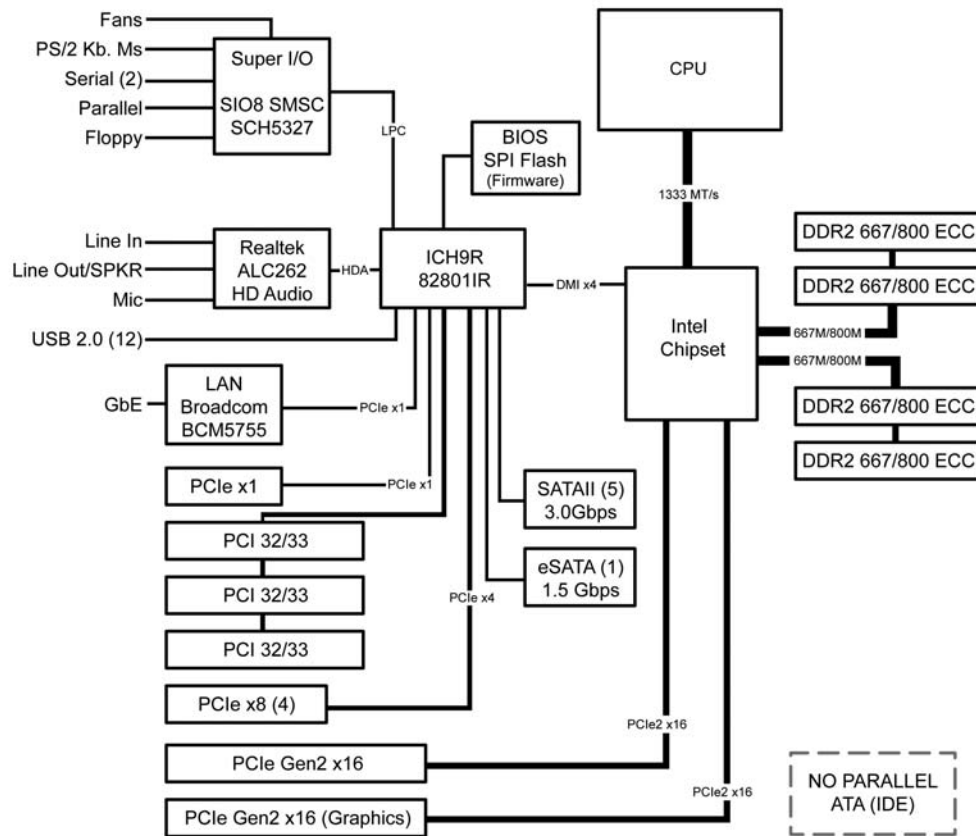 Fans
PS/2 Kb. Ms
Serial (2)
Parallel
Floppy
Super I/O
SIO8 SMSC
SCH5327
LPC
BIOS
SPI Flash
(Firmware)
CPU
1333 MT/s
Line In
Line Out/SPKR
Mic
Realtek
ALC262
HD Audio
HDA
ICH9R
82801IR
DMI x4
Intel
Chipset
DDR2 667/800 ECC
DDR2 667/800 ECC
667M/800M
667M/800M
DDR2 667/800 ECC
DDR2 667/800 ECC
USB 2.0 (12)
GbE
LAN
Broadcom
BCM5755
PCIe x1
PCIe x1
PCIe x1
PCI 32/33
PCI 32/33
PCI 32/33
SATAII (5)
3.0Gbps
eSATA (1)
1.5 Gbps
PCIe x4
PCIe x8 (4)
PCIe Gen2 x16
PCIe2 x16
PCIe Gen2 x16 (Graphics)
PCIe2 x16
NO PARALLEL
ATA (IDE)